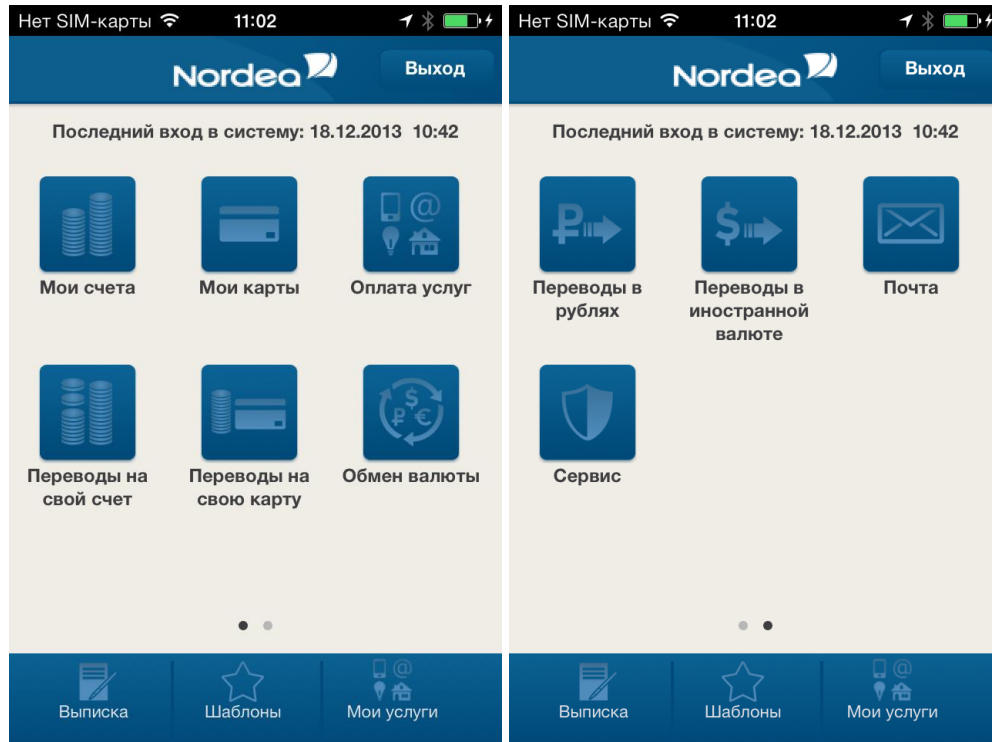 Нет SIM-карты 11:02
Nordea Выход
Последний вход в систему: 18.12.2013 10:42
Мои счета Мои карты Оплата услуг
Переводы на свой счет
Переводы на свою карту
Обмен валюты
Выписка Шаблоны Мои услуги
Нет SIM-карты 11:02
Nordea Выход
Последний вход в систему: 18.12.2013 10:42
Переводы в
рублях
Переводы в
иностранной
валюте
Почта
Сервис
Выписка Шаблоны Мои услуги